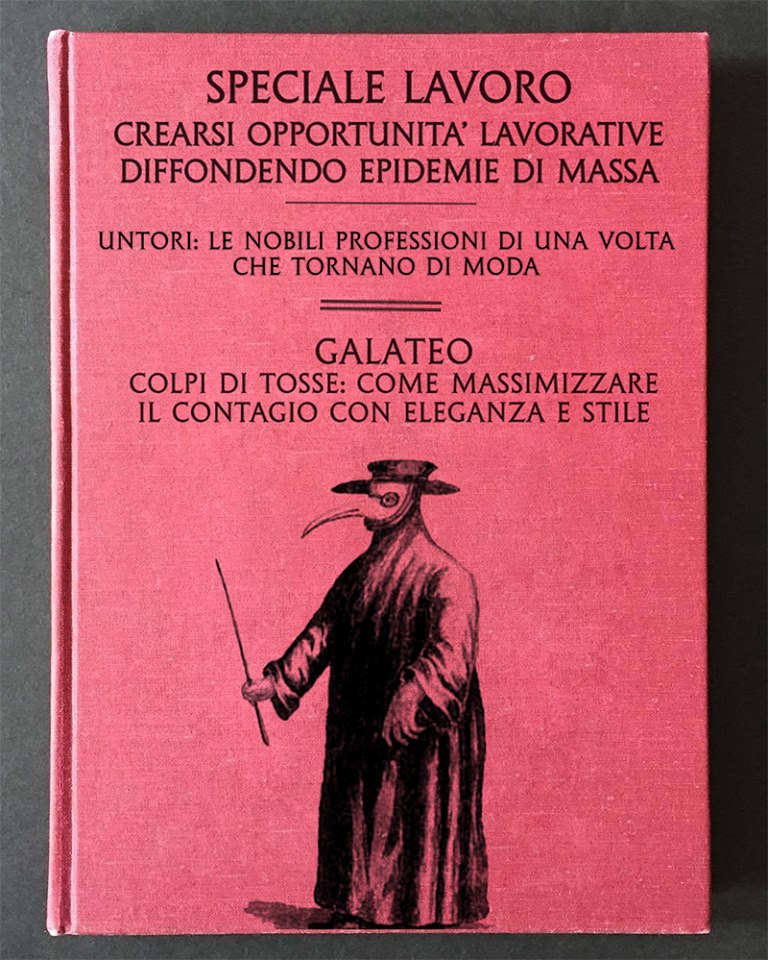 SPECIALE LAVORO
CREARSI OPPORTUNITA' LAVORATIVE
DIFFONDENDO EPIDEMIE DI MASSA
UNTORI: LE NOBILI PROFESSIONI DI UNA VOLTA
CHE TORNANO DI MODA
GALATEO
COLPI DI TOSSE: COME MASSIMIZZARE
IL CONTAGIO CON ELEGANZA E STILE